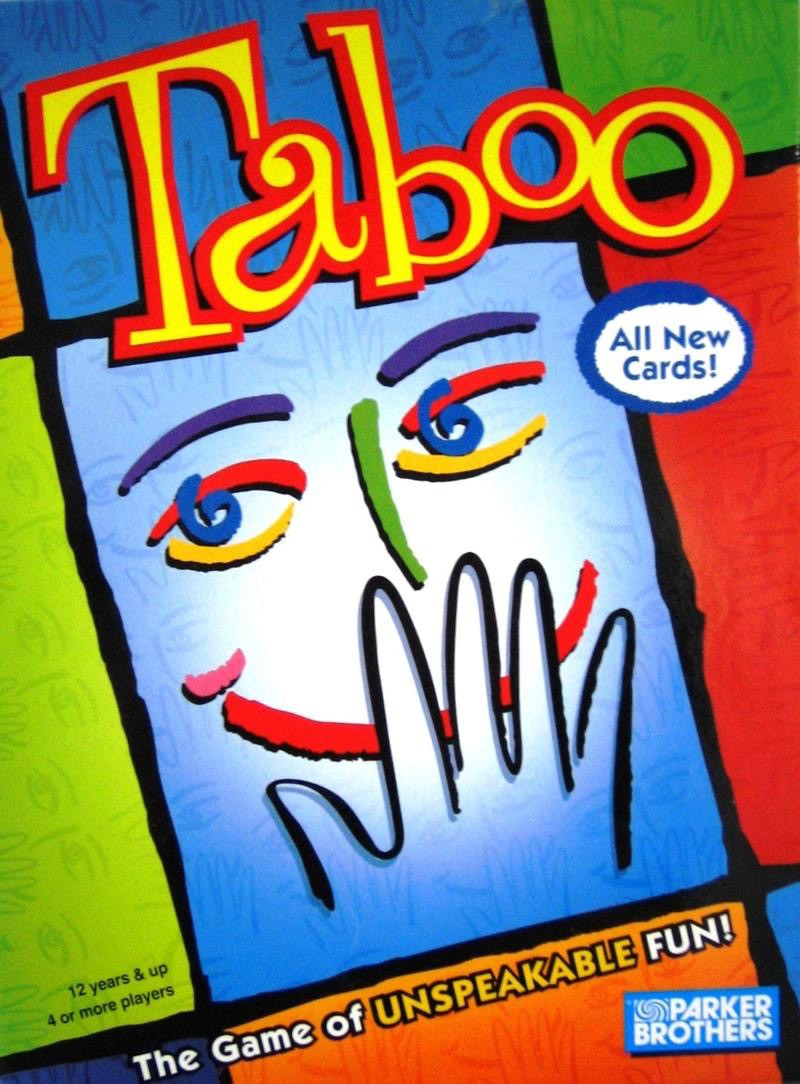 Taboo
All New
Cards!
12 years & up
4 or more players
The Game of UNSPEAKABLE FUN!
PARKER
BROTHERS